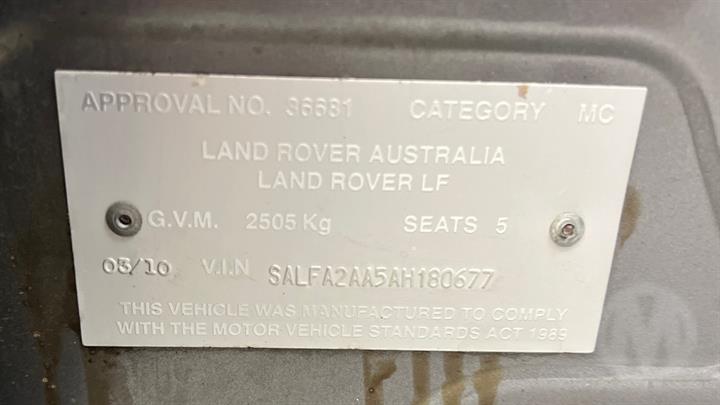 APPROVAL NO. 36681 CATEGORY MC
LAND ROVER AUSTRALIA
LAND ROVER LF
G.V.M. 2505 Kg SEATS 5
03/10 V.I.N SALFA2AA5AH180677
THIS VEHICLE WAS MANUFACTURED TO COMPLY
WITH THE MOTOR VEHICLE STANDARDS ACT 1989
M